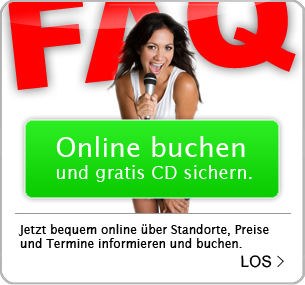 FAQ
Online buchen
und gratis CD sichern.
Jetzt bequem online über Standorte, Preise
und Termine informieren und buchen.
LOS >